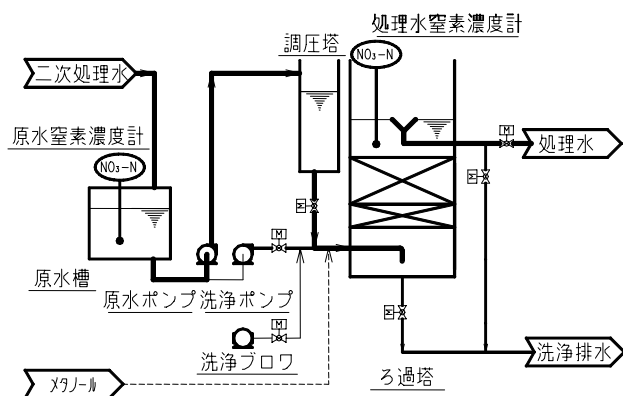 処理水窒素濃度計
調圧塔
NO₃-N
二次処理水
原水窒素濃度計
NO₃-N
M
処理水
M
M
原水槽
原水ポンプ
洗浄ポンプ
M
M
M
洗浄ブロワ
洗浄排水
ろ過塔
メタノール